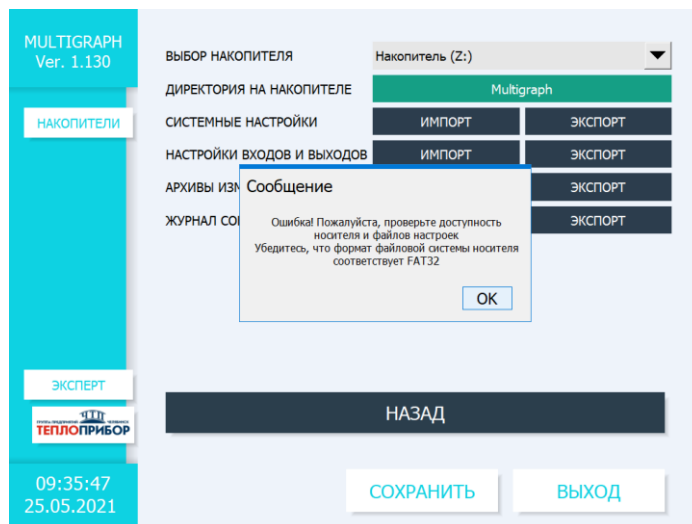 MULTIGRAPH
Ver. 1.130
НАКОПИТЕЛИ
ЭКСПЕРТ
ТЕПЛОПРИБОР
09:35:47
25.05.2021
ВЫБОР НАКОПИТЕЛЯ Накопитель (Z:)
ДИРЕКТОРИЯ НА НАКОПИТЕЛЕ Multigraph
СИСТЕМНЫЕ НАСТРОЙКИ ИМПОРТ ЭКСПОРТ
НАСТРОЙКИ ВХОДОВ И ВЫХОДОВ ИМПОРТ ЭКСПОРТ
АРХИВЫ ИЗМ ЭКСПОРТ
ЖУРНАЛ СОБ ЭКСПОРТ
Сообщение
Ошибка! Пожалуйста, проверьте доступность
носителя и файлов настроек
Убедитесь, что формат файловой системы носителя
соответствует FAT32
OK
НАЗАД
СОХРАНИТЬ ВЫХОД